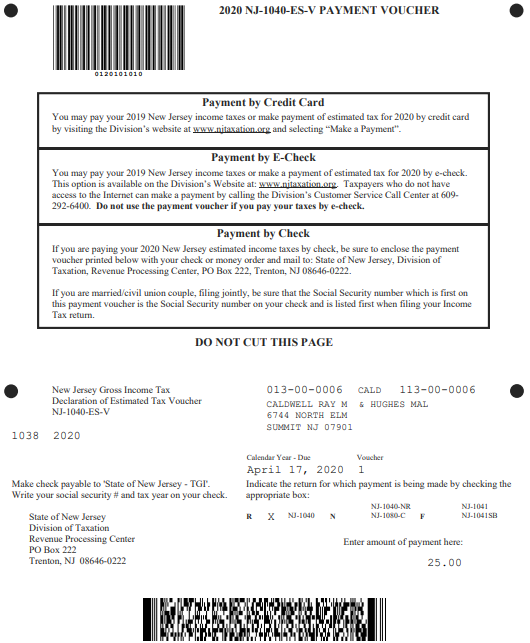 2020 NJ-1040-ES-V PAYMENT VOUCHER
0120101010
Payment by Credit Card
You may pay your 2019 New Jersey income taxes or make payment of estimated tax for 2020 by credit card
by visiting the Division's website at www.njtaxation.org and selecting “Make a Payment”.
Payment by E-Check
You may pay your 2019 New Jersey income taxes or make a payment of estimated tax for 2020 by e-check.
This option is available on the Division's Website at: www.njtaxation.org. Taxpayers who do not have
access to the Internet can make a payment by calling the Division's Customer Service Call Center at 609-
292-6400. Do not use the payment voucher if you pay your taxes by e-check.
Payment by Check
If you are paying your 2020 New Jersey estimated income taxes by check, be sure to enclose the payment
voucher printed below with your check or money order and mail to: State of New Jersey, Division of
Taxation, Revenue Processing Center, PO Box 222, Trenton, NJ 08646-0222.
If you are married/civil union couple, filing jointly, be sure that the Social Security number which is first on
this payment voucher is the Social Security number on your check and is listed first when filing your Income
Tax return.
DO NOT CUT THIS PAGE
New Jersey Gross Income Tax
Declaration of Estimated Tax Voucher
NJ-1040-ES-V
1038 2020
013-00-0006 CALD 113-00-0006
CALDWELL RAY M & HUGHES MAL
6744 NORTH ELM
SUMMIT NJ 07901
Calendar Year - Due Voucher
April 17, 2020 1
Make check payable to 'State of New Jersey - TGI'.
Write your social security # and tax year on your check.
Indicate the return for which payment is being made by checking the
appropriate box:
State of New Jersey
Division of Taxation
Revenue Processing Center
PO Box 222
Trenton, NJ 08646-0222
R X NJ-1040 N NJ-1040-NR
NJ-1080-C F NJ-1041
NJ-1041SB
Enter amount of payment here:
25.00